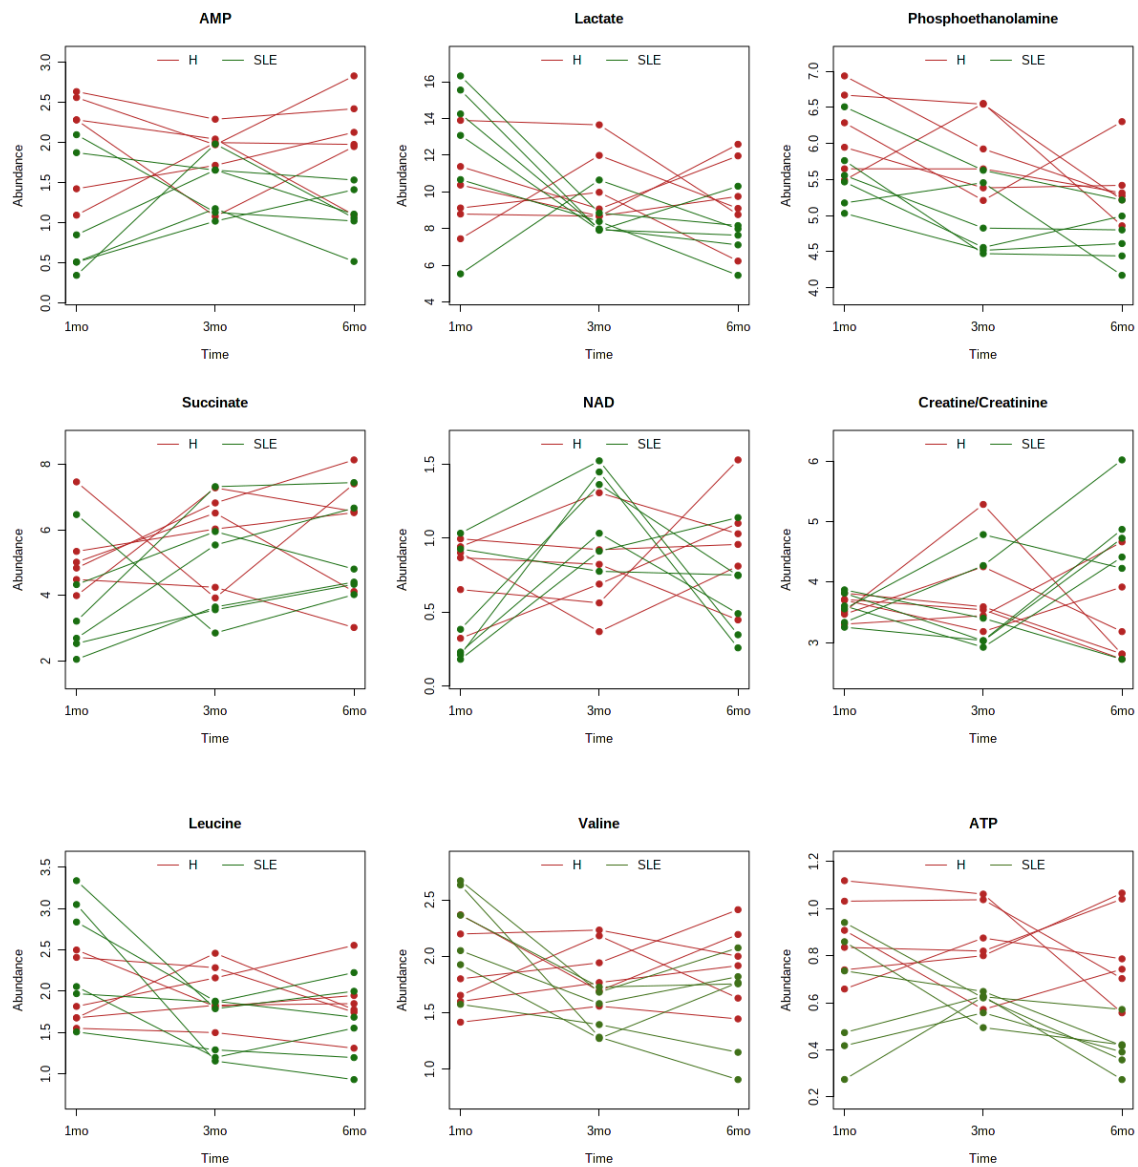 AMP
Abundance
3.0
2.5
2.0
1.5
1.0
0.5
0.0
H
SLE
1mo
3mo
6mo
Time
Lactate
Abundance
16
14
12
10
8
6
4
H
SLE
1mo
3mo
6mo
Time
Phosphoethanolamine
Abundance
7.0
6.5
6.0
5.5
5.0
4.5
4.0
H
SLE
1mo
3mo
6mo
Time
Succinate
Abundance
8
6
4
2
H
SLE
1mo
3mo
6mo
Time
NAD
Abundance
1.5
1.0
0.5
0.0
H
SLE
1mo
3mo
6mo
Time
Creatine/Creatinine
Abundance
6
5
4
3
H
SLE
1mo
3mo
6mo
Time
Leucine
Abundance
3.5
3.0
2.5
2.0
1.5
1.0
H
SLE
1mo
3mo
6mo
Time
Valine
Abundance
2.5
2.0
1.5
1.0
H
SLE
1mo
3mo
6mo
Time
ATP
Abundance
1.2
1.0
0.8
0.6
0.4
0.2
H
SLE
1mo
3mo
6mo
Time